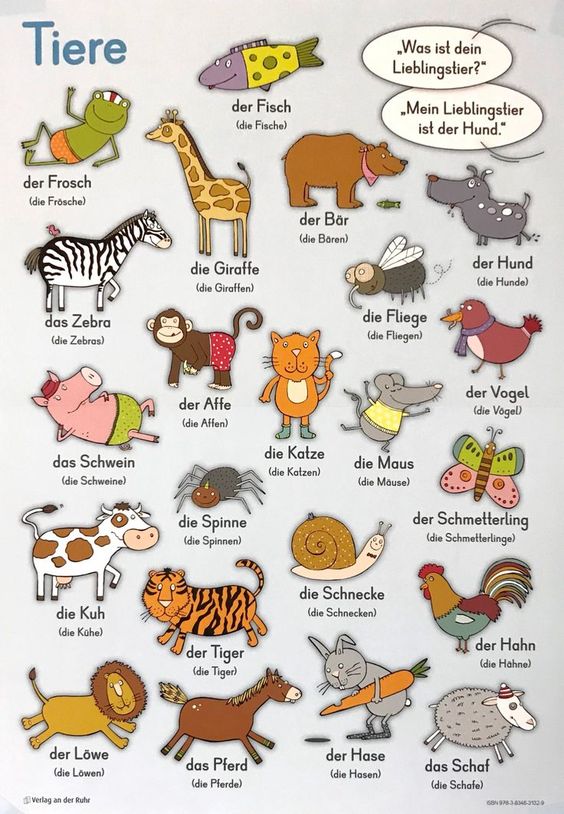 Tiere
„Was ist dein
Lieblingstier?“
„Mein Lieblingstier
ist der Hund.“
der Fisch
(die Fische)
der Frosch
(die Frösche)
die Giraffe
(die Giraffen)
der Bär
(die Bären)
der Hund
(die Hunde)
das Zebra
(die Zebras)
die Fliege
(die Fliegen)
der Affe
(die Affen)
der Vogel
(die Vögel)
das Schwein
(die Schweine)
die Katze
(die Katzen)
die Maus
(die Mäuse)
die Spinne
(die Spinnen)
der Schmetterling
(die Schmetterlinge)
die Kuh
(die Kühe)
die Schnecke
(die Schnecken)
der Tiger
(die Tiger)
der Hahn
(die Hähne)
der Löwe
(die Löwen)
das Pferd
(die Pferde)
der Hase
(die Hasen)
das Schaf
(die Schafe)
Verlag an der Ruhr
ISBN 978-3-8346-3132-9